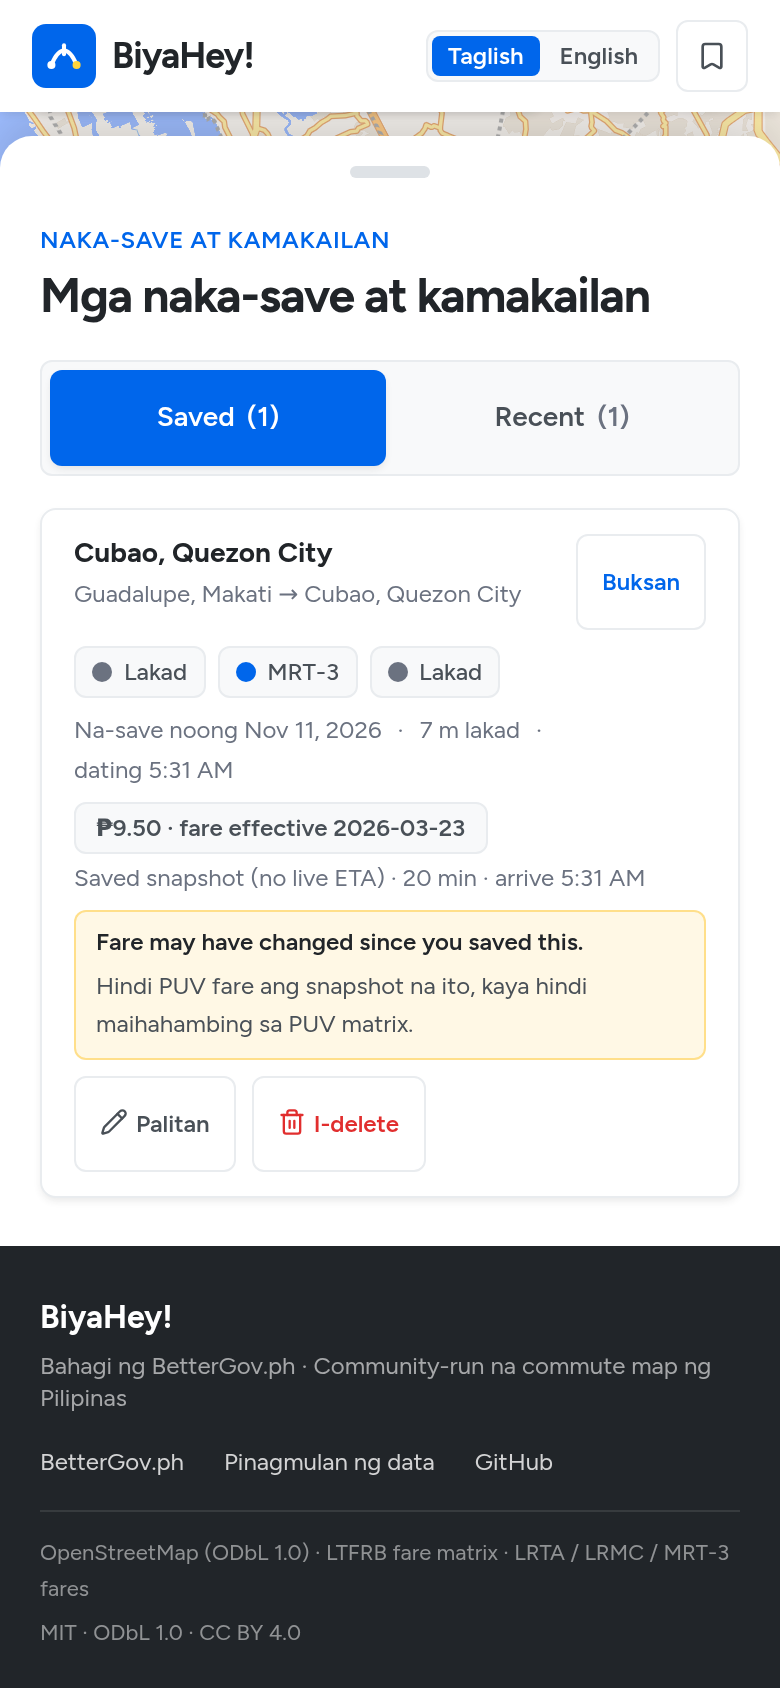 BiyaHey!
Taglish
English
NAKA-SAVE AT KAMAKAILAN
Mga naka-save at kamakailan
Saved (1)
Recent (1)
Cubao, Quezon City
Guadalupe, Makati → Cubao, Quezon City
Buksan
Lakad
MRT-3
Lakad
Na-save noong Nov 11, 2026 · 7 m lakad ·
dating 5:31 AM
₱9.50 · fare effective 2026-03-23
Saved snapshot (no live ETA) · 20 min · arrive 5:31 AM
Fare may have changed since you saved this.
Hindi PUV fare ang snapshot na ito, kaya hindi
maihahambing sa PUV matrix.
Palitan
I-delete
BiyaHey!
Bahagi ng BetterGov.ph · Community-run na commute map ng
Pilipinas
BetterGov.ph
Pinagmulan ng data
GitHub
OpenStreetMap (ODbL 1.0) · LTFRB fare matrix · LRTA / LRMC / MRT-3
fares
MIT · ODbL 1.0 · CC BY 4.0